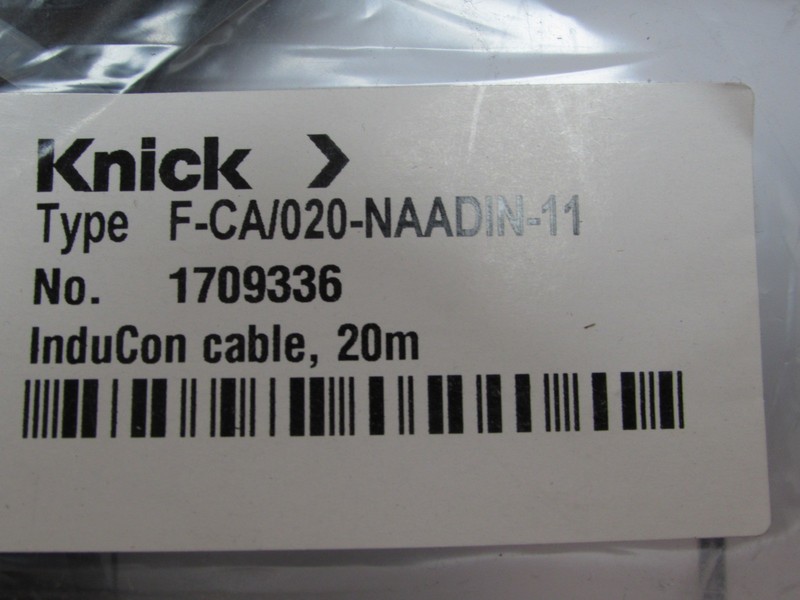 Knick >
Type F-CA/020-NAADIN-11
No. 1709336
InduCon cable, 20m